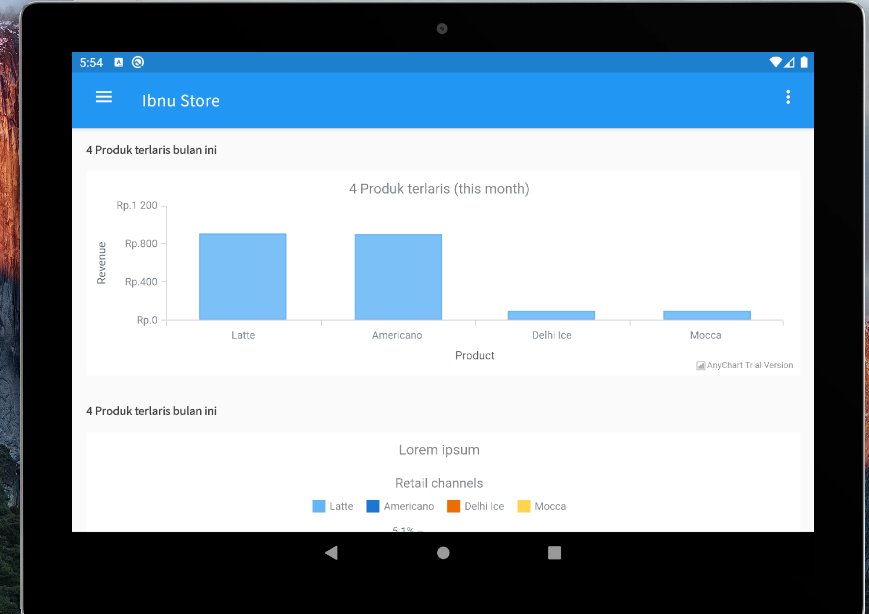 5:54
Ibnu Store
4 Produk terlaris bulan ini
4 Produk terlaris (this month)
Rp.1 200
Rp.800
Rp.400
Rp.0
Revenue
Latte Americano Delhi Ice Mocca
Product
AnyChart Trial Version
4 Produk terlaris bulan ini
Lorem ipsum
Retail channels
Latte Americano Delhi Ice Mocca
5.1%